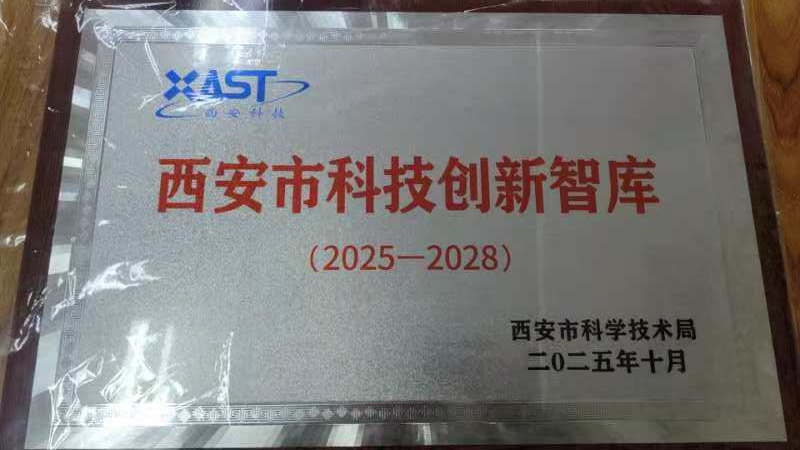 XAST
西安科技
西安市科技创新智库
（2025—2028）
西安市科学技术局
二〇二五年十月